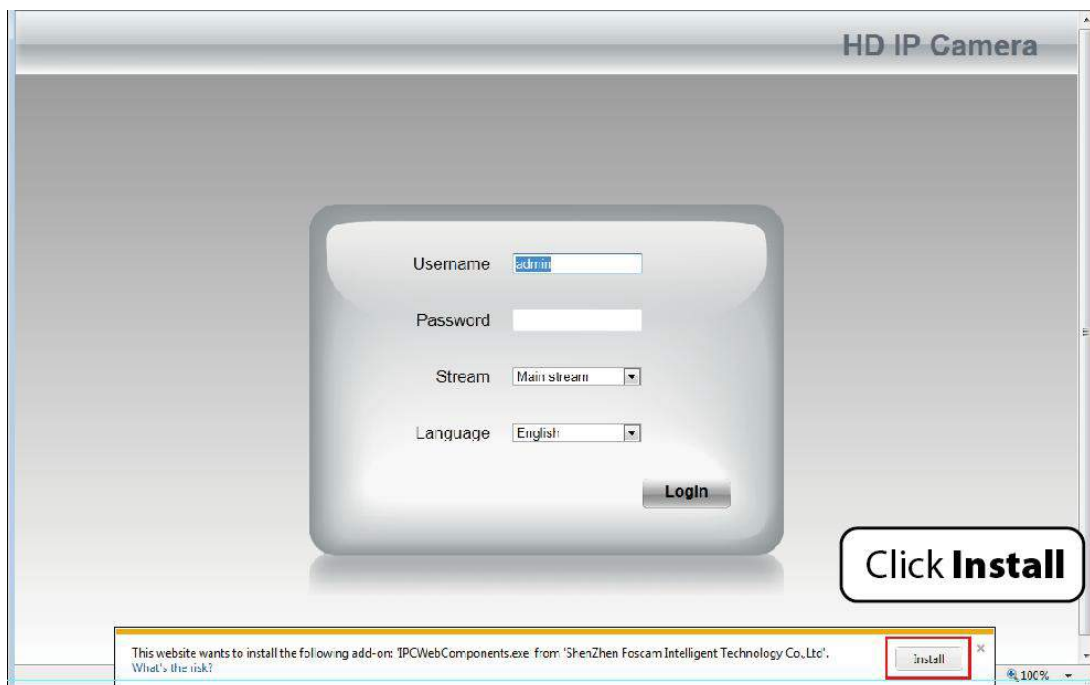 HD IP Camera
Username admin
Password
Stream Main stream
Language English
Login
Click Install
This website wants to install the following add-on: 'IPCWebComponents.exe' from 'ShenZhen Foscam Intelligent Technology Co,.Ltd'.
What's the risk?
Install
100%